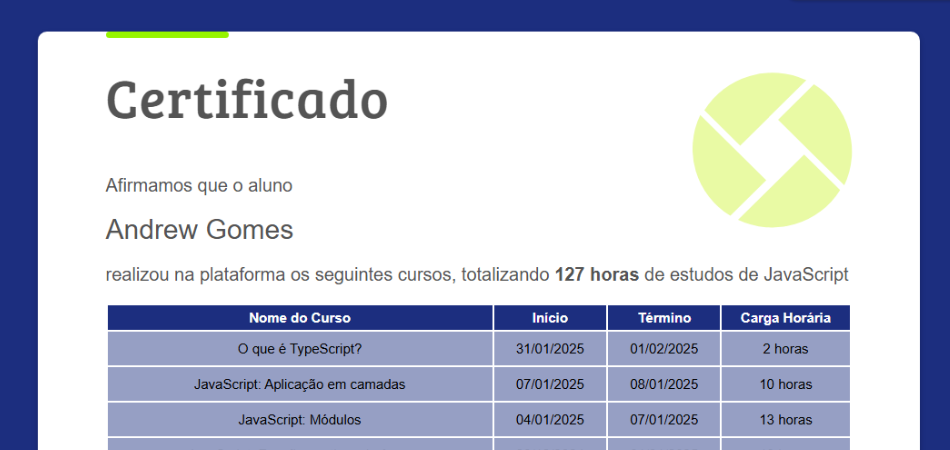 Certificado
Afirmamos que o aluno
Andrew Gomes
realizou na plataforma os seguintes cursos, totalizando 127 horas de estudos de JavaScript
Nome do Curso Início Término Carga Horária
O que é TypeScript? 31/01/2025 01/02/2025 2 horas
JavaScript: Aplicação em camadas 07/01/2025 08/01/2025 10 horas
JavaScript: Módulos 04/01/2025 07/01/2025 13 horas